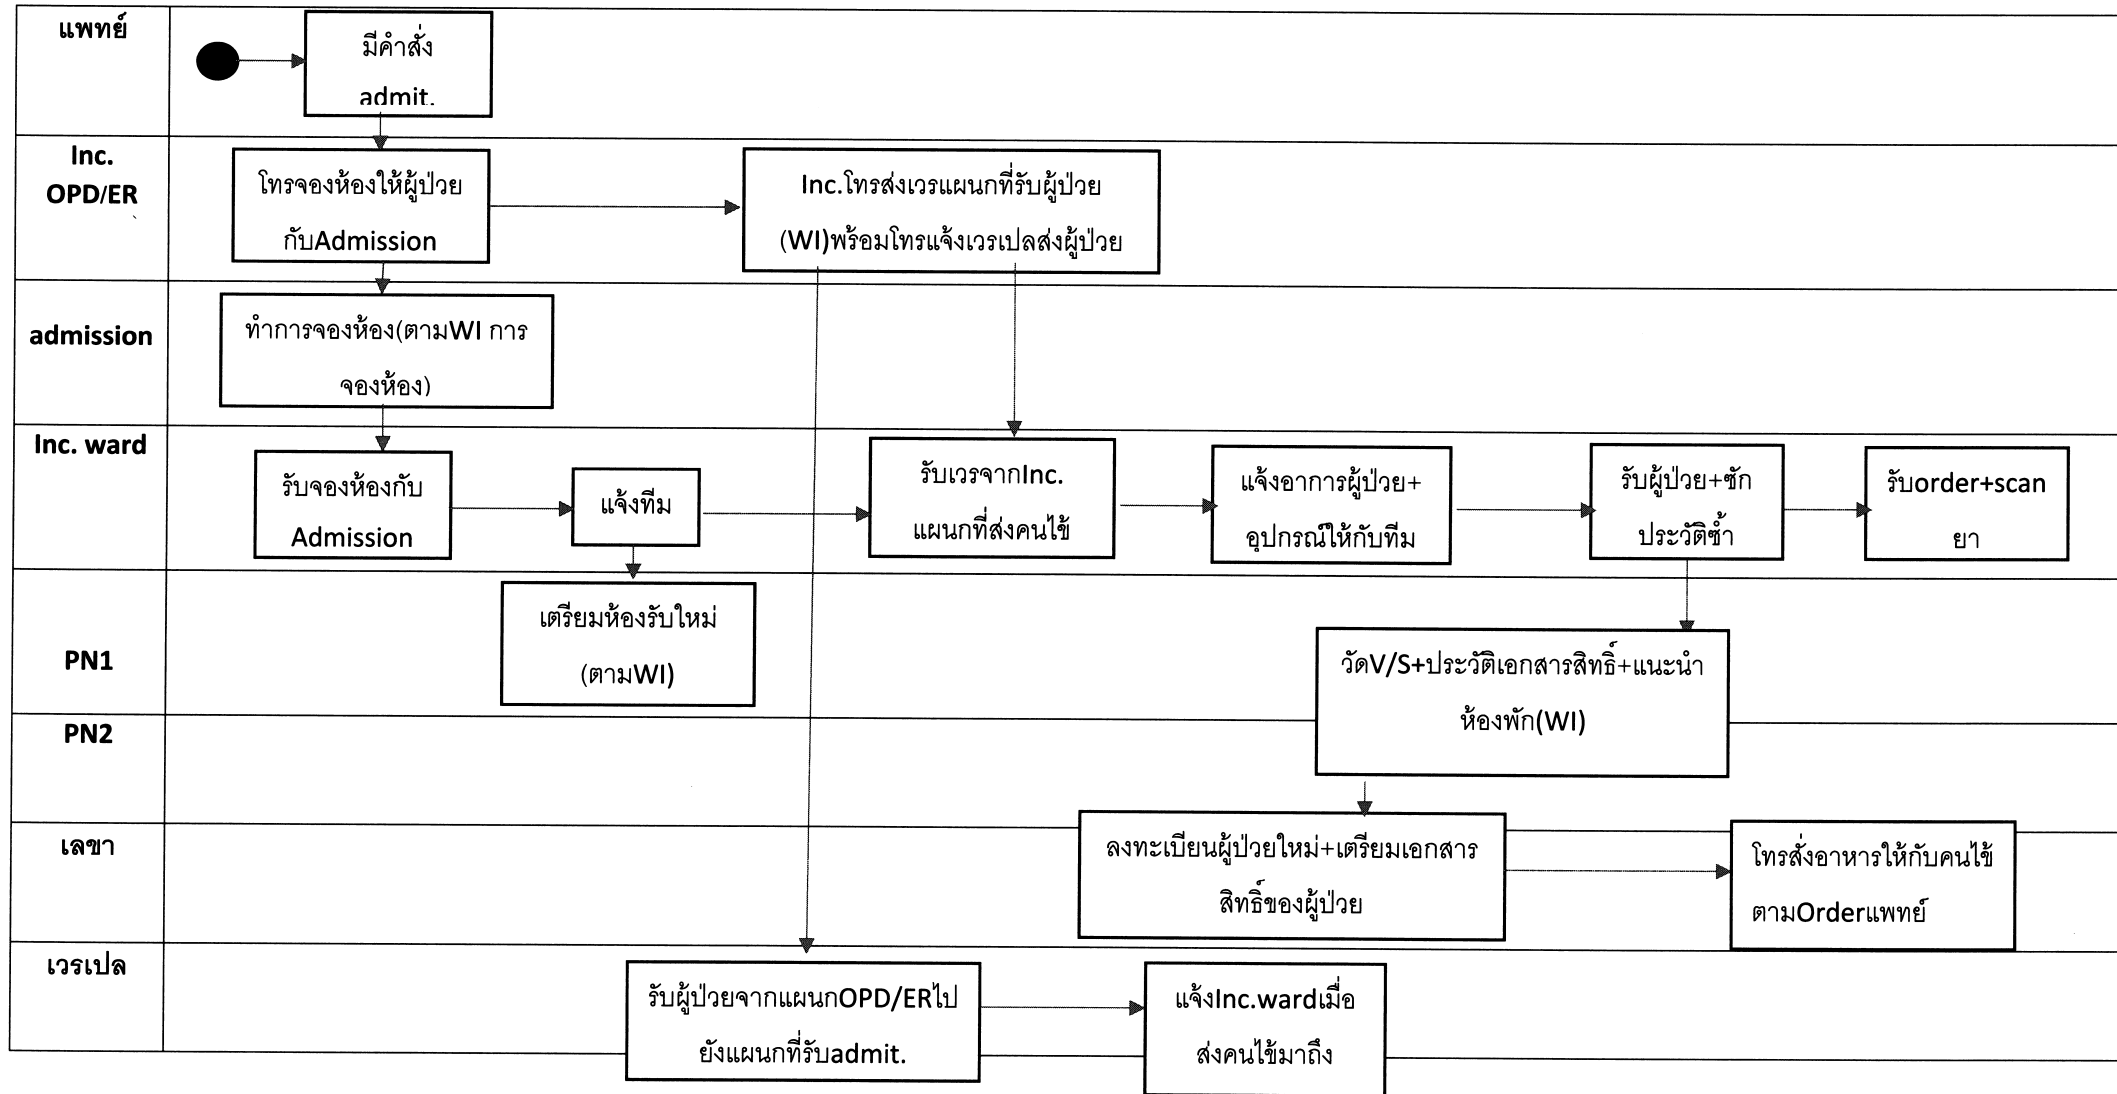 แพทย์
มีคำสั่ง
admit.
Inc.
OPD/ER
โทรจองห้องให้ผู้ป่วย
กับAdmission
Inc.โทรส่งเวรแผนกที่รับผู้ป่วย
(WI)พร้อมโทรแจ้งเวรเปลส่งผู้ป่วย
admission
ทำการจองห้อง(ตามWI การ
จองห้อง)
Inc. ward
รับจองห้องกับ
Admission
แจ้งทีม
รับเวรจากInc.
แผนกที่ส่งคนไข้
แจ้งอาการผู้ป่วย+
อุปกรณ์ให้กับทีม
รับผู้ป่วย+ซัก
ประวัติซ้ำ
รับorder+scan
ยา
PN1
เตรียมห้องรับใหม่
(ตามWI)
วัดV/S+ประวัติเอกสารสิทธิ์+แนะนำ
ห้องพัก(WI)
PN2
เลขา
ลงทะเบียนผู้ป่วยใหม่+เตรียมเอกสาร
สิทธิ์ของผู้ป่วย
โทรสั่งอาหารให้กับคนไข้
ตามOrderแพทย์
เวรเปล
รับผู้ป่วยจากแผนกOPD/ERไป
ยังแผนกที่รับadmit.
แจ้งInc.wardเมื่อ
ส่งคนไข้มาถึง